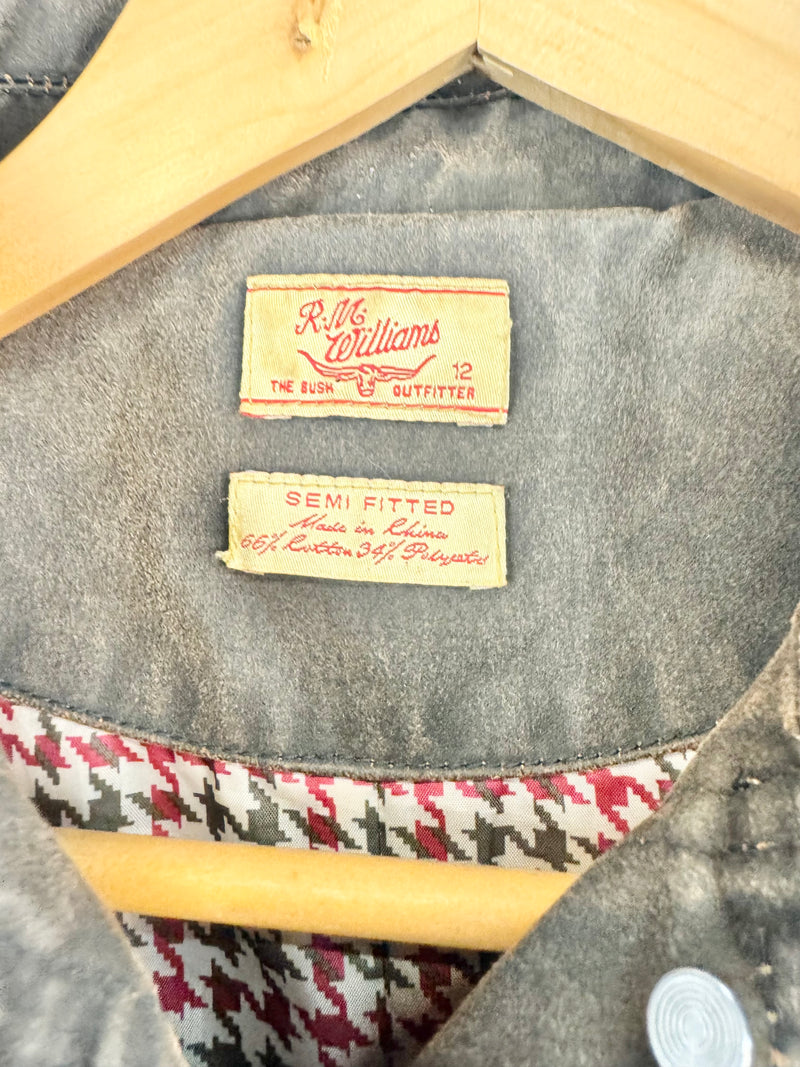 R.M.
Williams
12
THE BUSH OUTFITTER
SEMI FITTED
Made in China
66% Cotton 34% Polyester